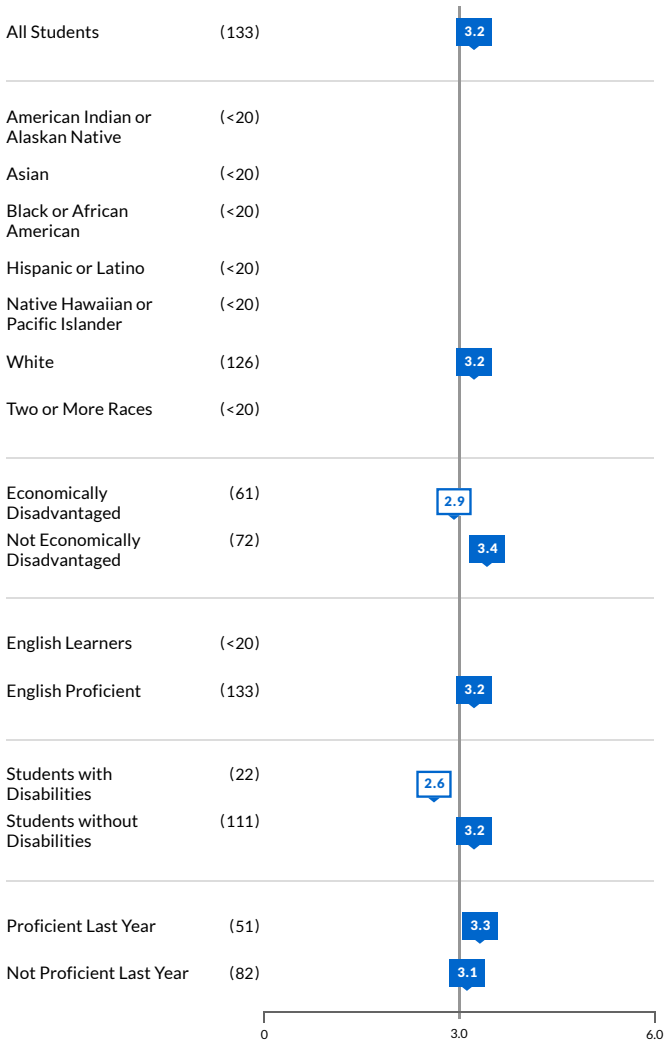 All Students (133) 3.2
American Indian or (<20)
Alaskan Native
Asian (<20)
Black or African (<20)
American
Hispanic or Latino (<20)
Native Hawaiian or (<20)
Pacific Islander
White (126) 3.2
Two or More Races (<20)
Economically (61) 2.9
Disadvantaged
Not Economically (72) 3.4
Disadvantaged
English Learners (<20)
English Proficient (133) 3.2
Students with (22) 2.6
Disabilities
Students without (111) 3.2
Disabilities
Proficient Last Year (51) 3.3
Not Proficient Last Year (82) 3.1
0 3.0 6.0